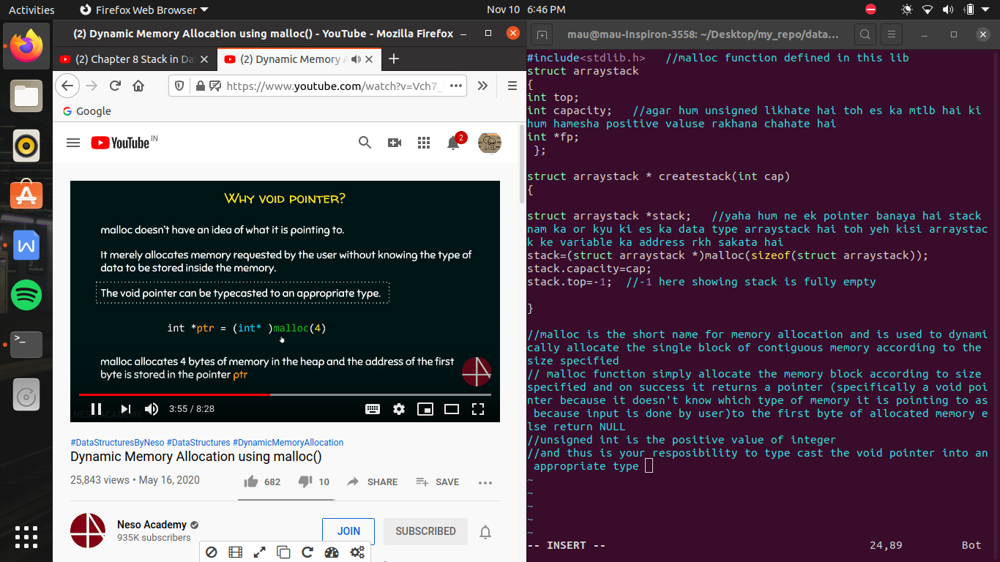 Activities
Firefox Web Browser
Nov 10 6:46 PM
(2) Dynamic Memory Allocation using malloc() - YouTube - Mozilla Firefox
(2) Chapter 8 Stack in Da
(2) Dynamic Memory A
https://www.youtube.com/watch?v=Vch7_
Google
YouTube IN
2
WHY VOID POINTER?
malloc doesn't have an idea of what it is pointing to.
It merely allocates memory requested by the user without knowing the type of
data to be stored inside the memory.
The void pointer can be typecasted to an appropriate type.
int *ptr = (int* )malloc(4)
malloc allocates 4 bytes of memory in the heap and the address of the first
byte is stored in the pointer ptr
3:55 / 8:28
NESO ACADEMY
#DataStructuresByNeso #DataStructures #DynamicMemoryAllocation
Dynamic Memory Allocation using malloc()
25,843 views • May 16, 2020
682
10
SHARE
SAVE
Neso Academy
935K subscribers
JOIN
SUBSCRIBED
mau@mau-Inspiron-3558: ~/Desktop/my_repo/data...
#include<stdlib.h> //malloc function defined in this lib
struct arraystack
{
int top;
int capacity; //agar hum unsigned likhate hai toh es ka mtlb hai ki
hum hamesha positive valuse rakhana chahate hai
int *fp;
};
struct arraystack * createstack(int cap)
{
struct arraystack *stack; //yaha hum ne ek pointer banaya hai stack
nam ka or kyu ki es ka data type arraystack hai toh yeh kisi arraystac
k ke variable ka address rkh sakata hai
stack=(struct arraystack *)malloc(sizeof(struct arraystack));
stack.capacity=cap;
stack.top=-1; //-1 here showing stack is fully empty
}
//malloc is the short name for memory allocation and is used to dynami
cally allocate the single block of contiguous memory according to the
size specified
// malloc function simply allocate the memory block according to size
specified and on success it returns a pointer (specifically a void poi
nter because it doesn't know which type of memory it is pointing to as
because input is done by user)to the first byte of allocated memory e
lse return NULL
//unsigned int is the positive value of integer
//and thus is your resposibility to type cast the void pointer into an
appropriate type
~
~
~
~
~
-- INSERT --
24,89
Bot